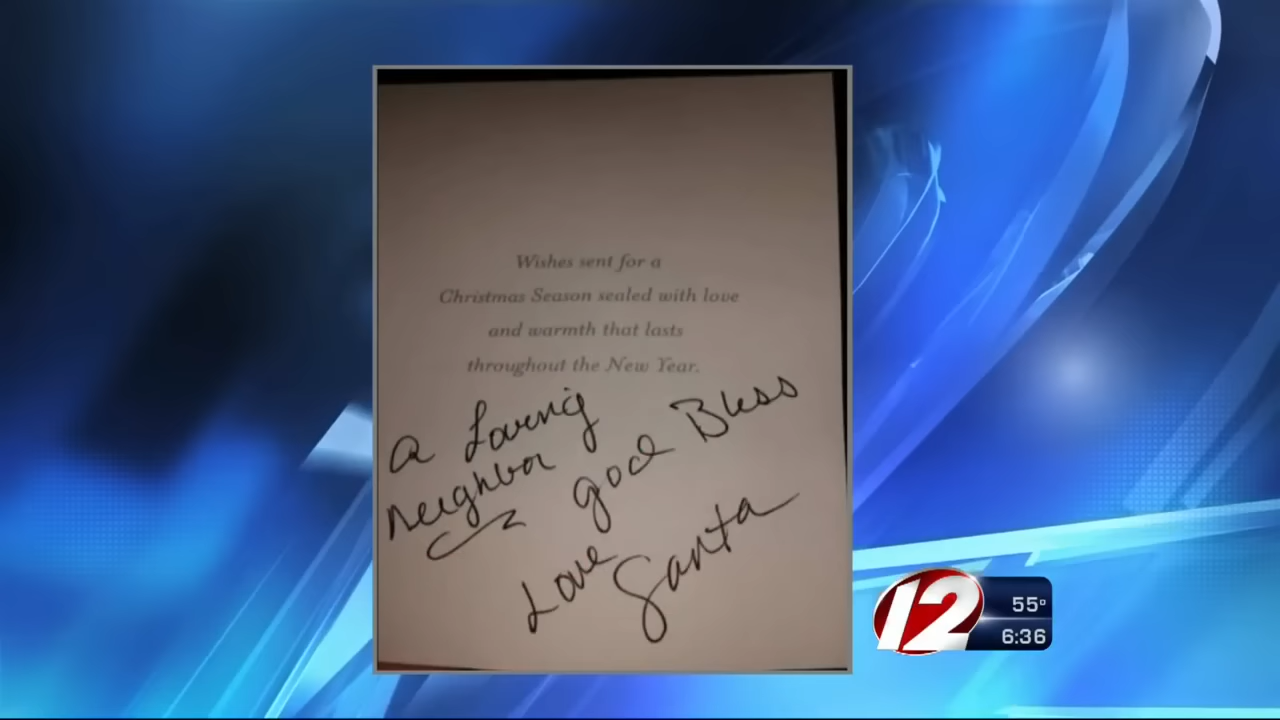 Wishes sent for a
Christmas Season sealed with love
and warmth that lasts
throughout the New Year.
A Loving
neighbor
God Bless
Love
Santa
12
55°
6:36